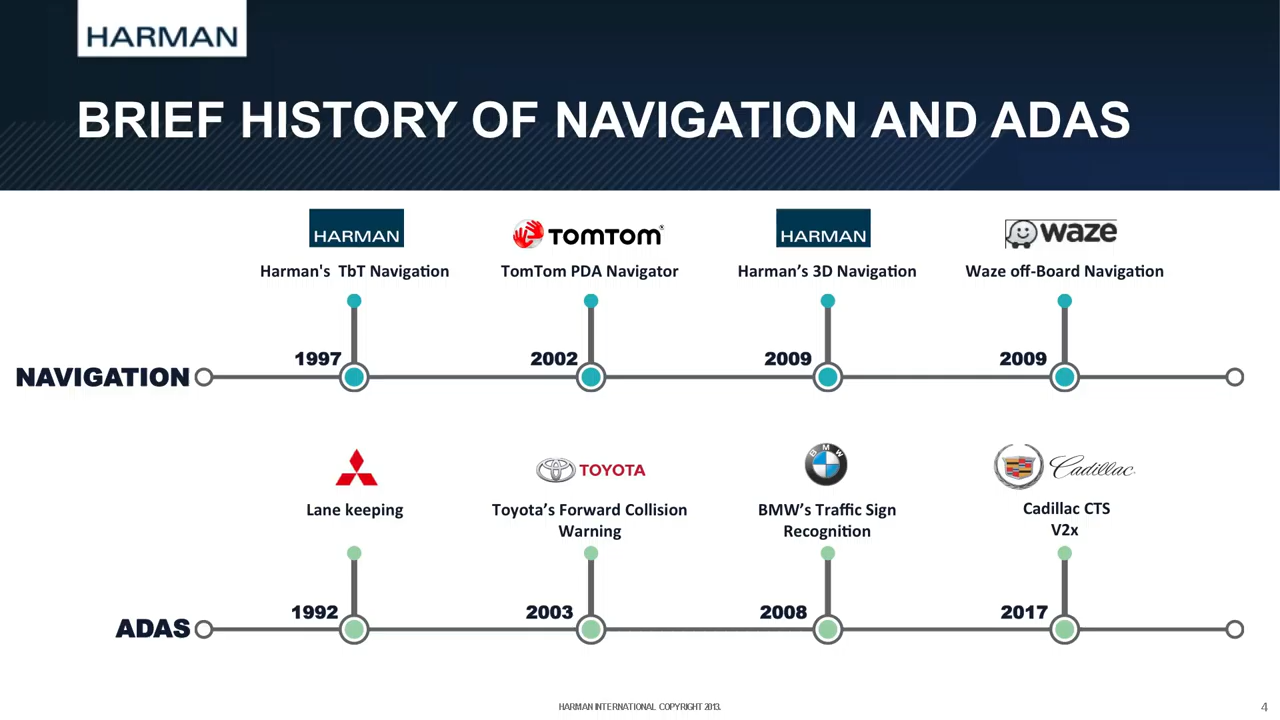 HARMAN
BRIEF HISTORY OF NAVIGATION AND ADAS
HARMAN
TOMTOM®
HARMAN
waze
Harman's TbT Navigation
TomTom PDA Navigator
Harman’s 3D Navigation
Waze off-Board Navigation
1997
2002
2009
2009
NAVIGATION
TOYOTA
BMW
Cadillac
Lane keeping
Toyota’s Forward Collision
Warning
BMW’s Traffic Sign
Recognition
Cadillac CTS
V2x
1992
2003
2008
2017
ADAS
HARMAN INTERNATIONAL COPYRIGHT 2013.
4